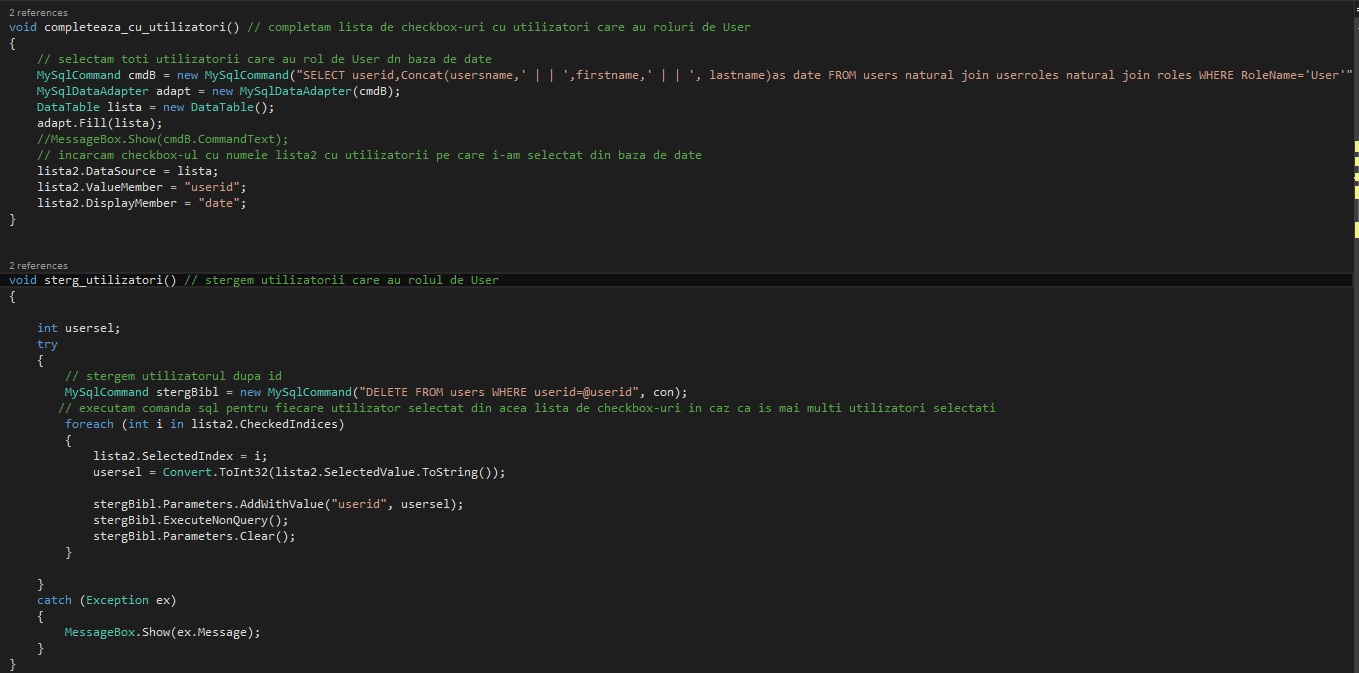 2 references
void completeaza_cu_utilizatori() // completam lista de checkbox-uri cu utilizatori care au roluri de User
{
// selectam toti utilizatorii care au rol de User dn baza de date
MySqlCommand cmdB = new MySqlCommand("SELECT userid,Concat(usersname,' | | ',firstname,' | | ', lastname)as date FROM users natural join userroles natural join roles WHERE RoleName='User'"
MySqlDataAdapter adapt = new MySqlDataAdapter(cmdB);
DataTable lista = new DataTable();
adapt.Fill(lista);
//MessageBox.Show(cmdB.CommandText);
// incarcam checkbox-ul cu numele lista2 cu utilizatorii pe care i-am selectat din baza de date
lista2.DataSource = lista;
lista2.ValueMember = "userid";
lista2.DisplayMember = "date";
}
2 references
void sterg_utilizatori() // stergem utilizatorii care au rolul de User
{
int usersel;
try
{
// stergem utilizatorul dupa id
MySqlCommand stergBibl = new MySqlCommand("DELETE FROM users WHERE userid=@userid", con);
// executam comanda sql pentru fiecare utilizator selectat din acea lista de checkbox-uri in caz ca is mai multi utilizatori selectati
foreach (int i in lista2.CheckedIndices)
{
lista2.SelectedIndex = i;
usersel = Convert.ToInt32(lista2.SelectedValue.ToString());
stergBibl.Parameters.AddWithValue("userid", usersel);
stergBibl.ExecuteNonQuery();
stergBibl.Parameters.Clear();
}
}
catch (Exception ex)
{
MessageBox.Show(ex.Message);
}
}